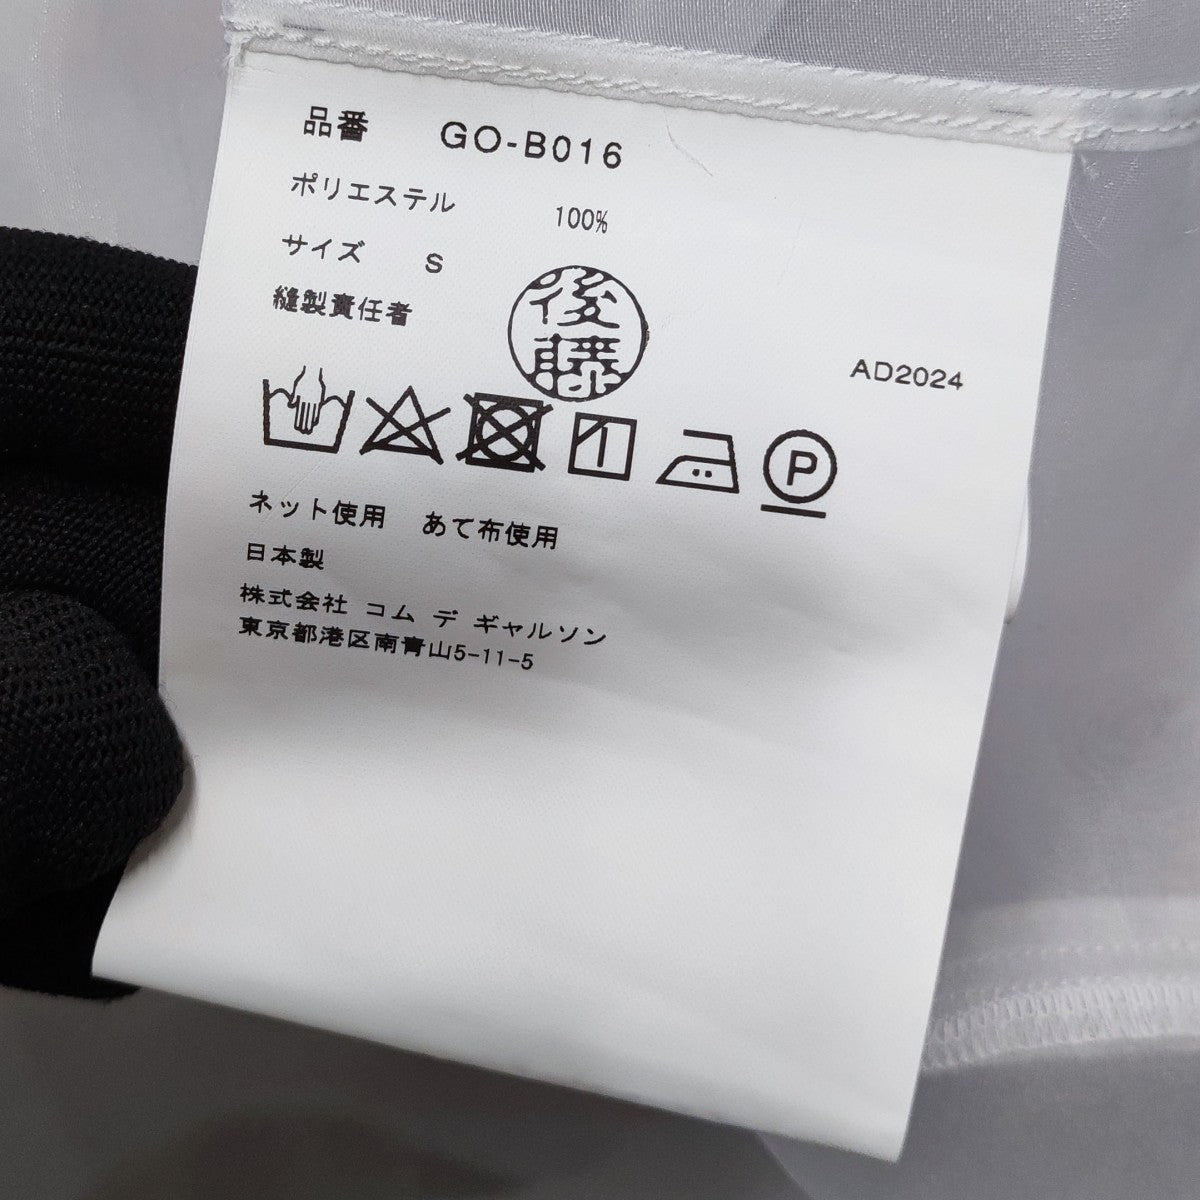 品番 GO-B016
ポリエステル 100%
サイズ S
縫製責任者 後藤
AD2024
P
ネット使用 あて布使用
日本製
株式会社 コム デ ギャルソン
東京都港区南青山5-11-5